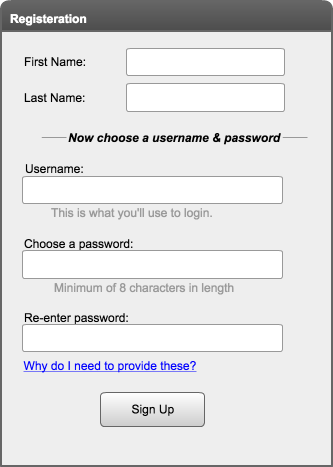 Registeration
First Name:
Last Name:
Now choose a username & password
Username:
This is what you'll use to login.
Choose a password:
Minimum of 8 characters in length
Re-enter password:
Why do I need to provide these?
Sign Up